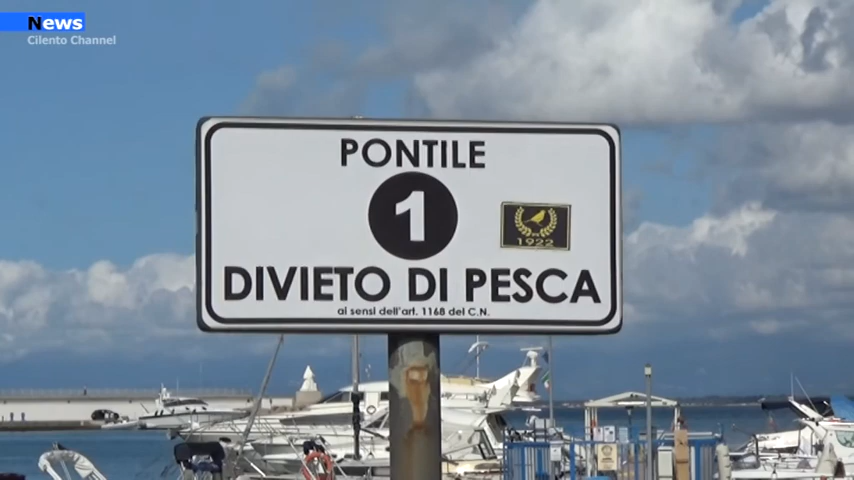 News
Cilento Channel
PONTILE
1
1922
DIVIETO DI PESCA
ai sensi dell'art. 1168 del C.N.